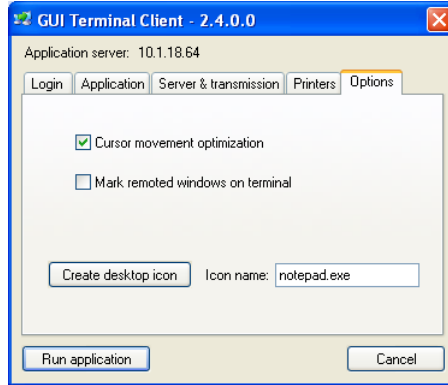 GUI Terminal Client - 2.4.0.0
Application server: 10.1.18.64
Login Application Server & transmission Printers Options
Cursor movement optimization
Mark remoted windows on terminal
Create desktop icon Icon name: notepad.exe
Run application Cancel